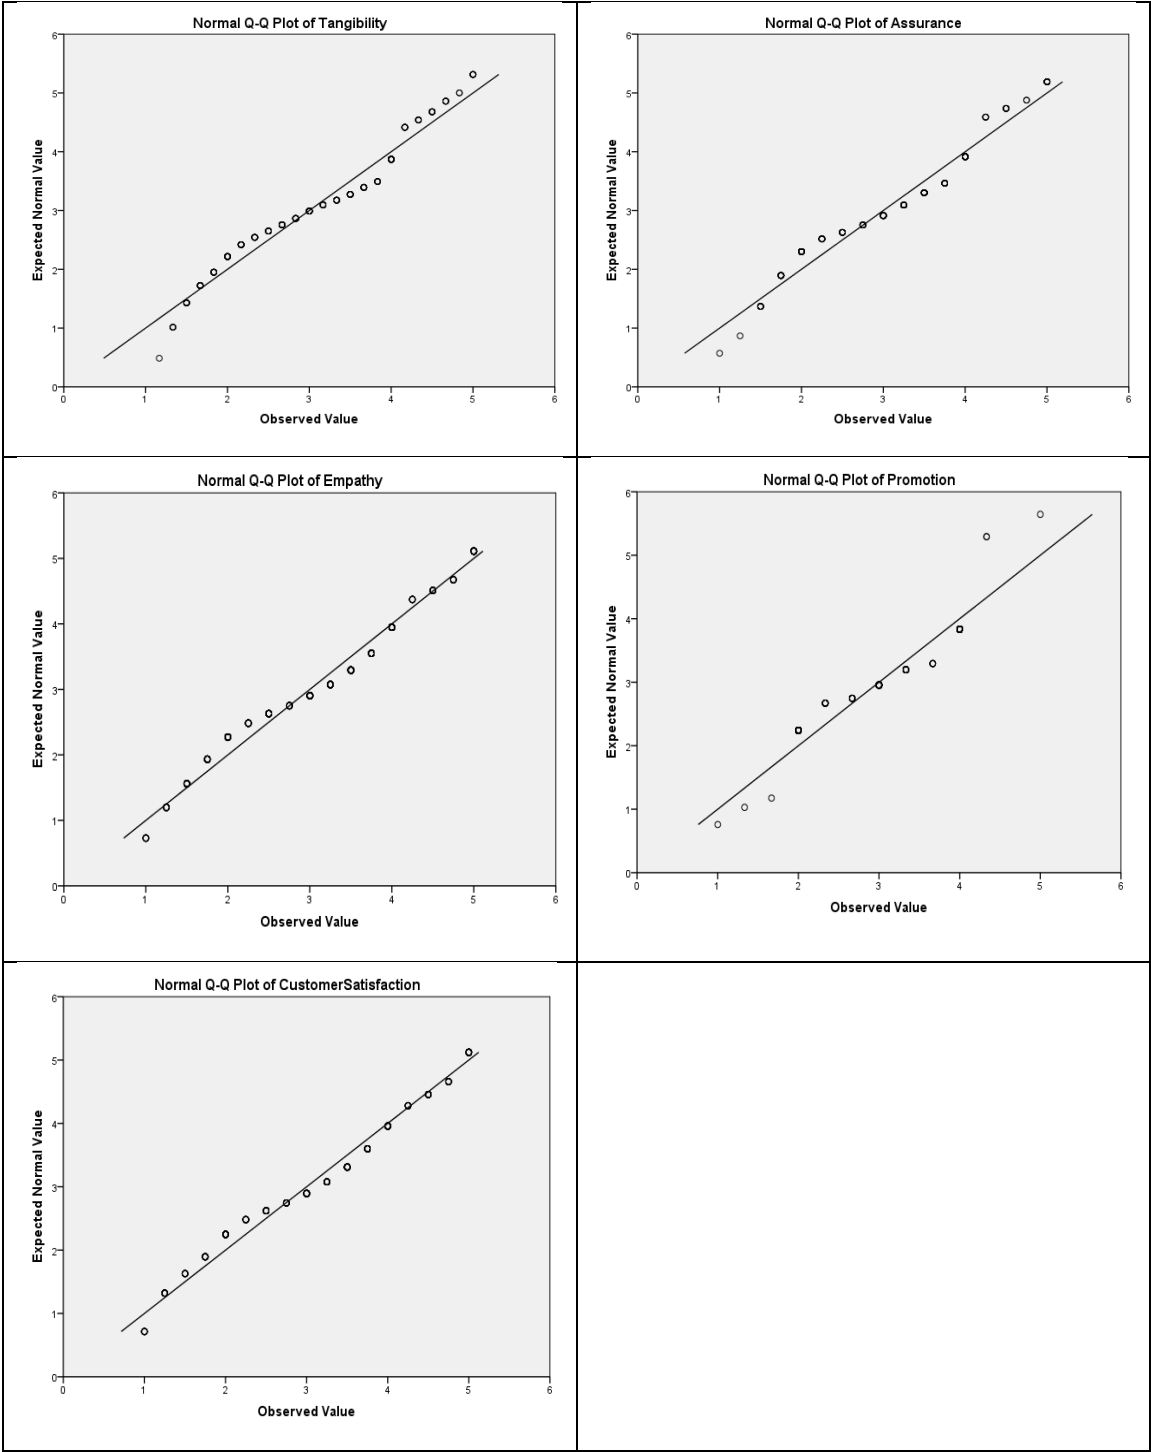 Normal Q-Q Plot of Tangibility
Expected Normal Value
6
5
4
3
2
1
0
0 1 2 3 4 5 6
Observed Value
Normal Q-Q Plot of Assurance
Expected Normal Value
6
5
4
3
2
1
0
0 1 2 3 4 5 6
Observed Value
Normal Q-Q Plot of Empathy
Expected Normal Value
6
5
4
3
2
1
0
0 1 2 3 4 5 6
Observed Value
Normal Q-Q Plot of Promotion
Expected Normal Value
6
5
4
3
2
1
0
0 1 2 3 4 5 6
Observed Value
Normal Q-Q Plot of CustomerSatisfaction
Expected Normal Value
6
5
4
3
2
1
0
0 1 2 3 4 5 6
Observed Value